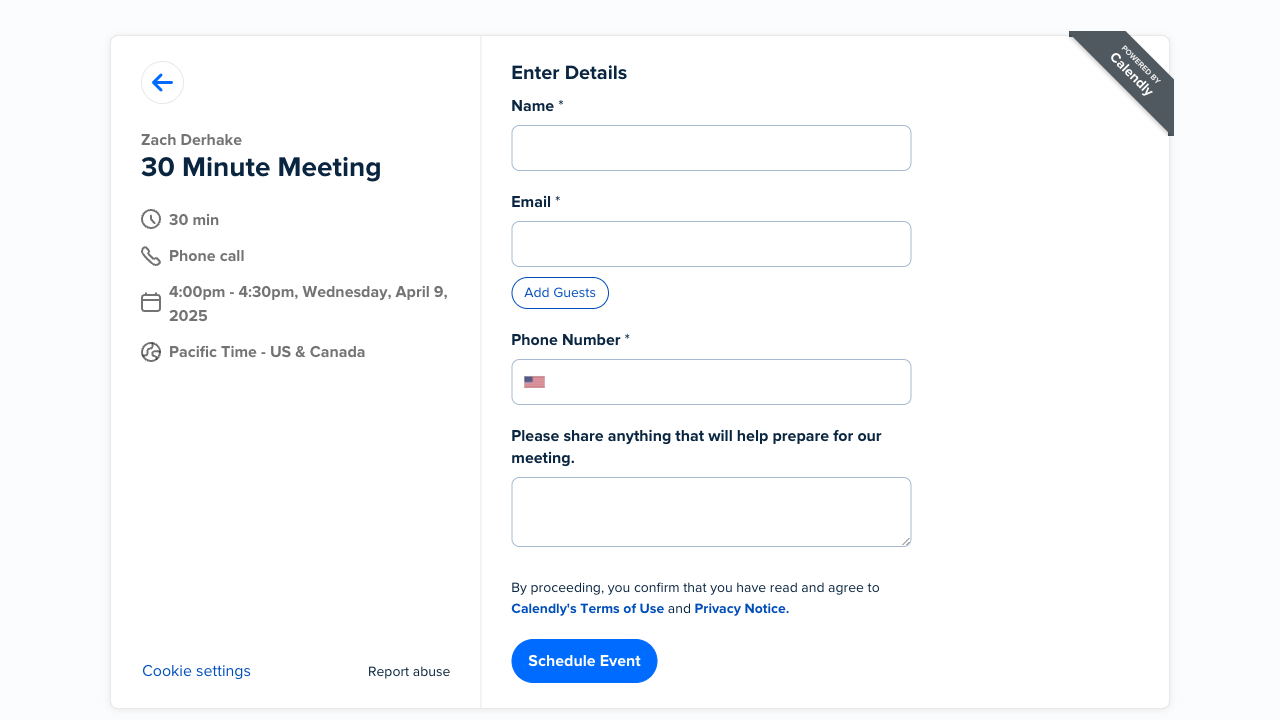 Zach Derhake
30 Minute Meeting
30 min
Phone call
4:00pm - 4:30pm, Wednesday, April 9,
2025
Pacific Time - US & Canada
Cookie settings
Report abuse
Enter Details
Name *
Email *
Add Guests
Phone Number *
Please share anything that will help prepare for our
meeting.
By proceeding, you confirm that you have read and agree to
Calendly's Terms of Use and Privacy Notice.
Schedule Event
POWERED BY
Calendly